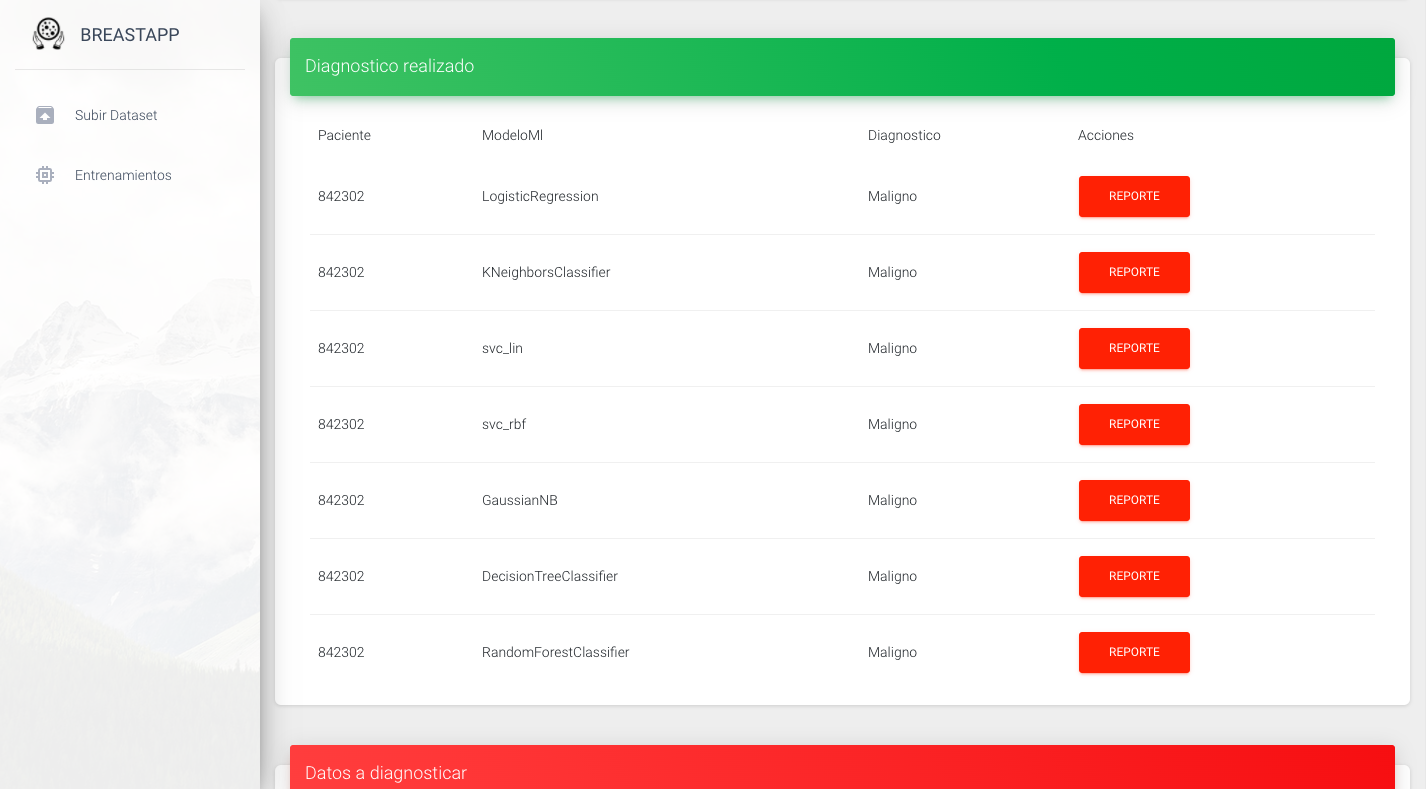 BREASTAPP
Subir Dataset
Entrenamientos
Diagnostico realizado
Paciente ModeloMl Diagnostico Acciones
842302 LogisticRegression Maligno REPORTE
842302 KNeighborsClassifier Maligno REPORTE
842302 svc_lin Maligno REPORTE
842302 svc_rbf Maligno REPORTE
842302 GaussianNB Maligno REPORTE
842302 DecisionTreeClassifier Maligno REPORTE
842302 RandomForestClassifier Maligno REPORTE
Datos a diagnosticar